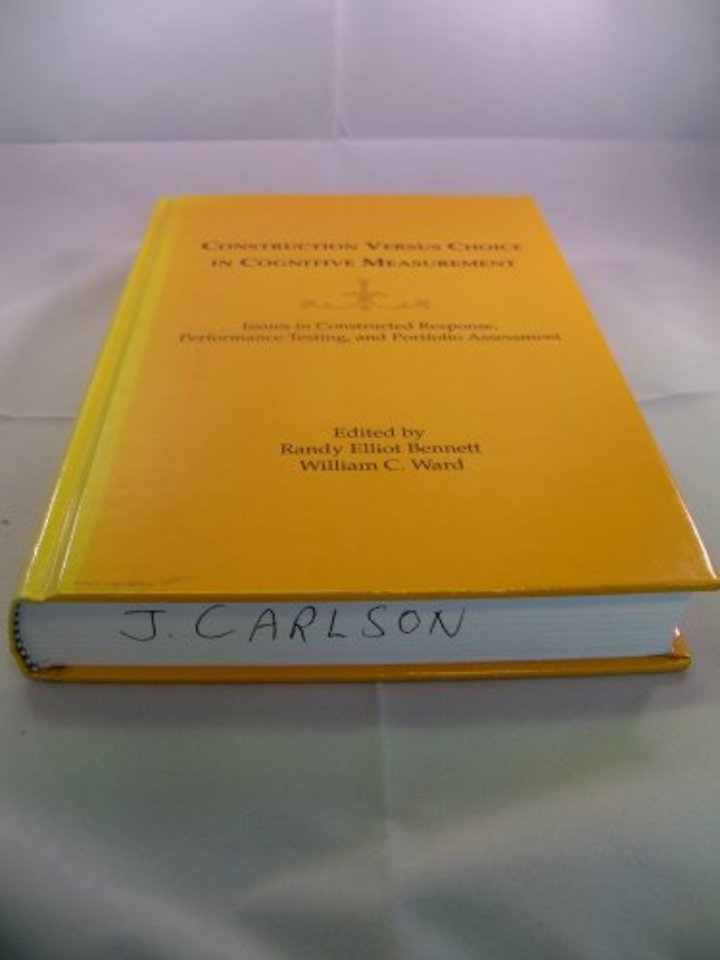 CONSTRUCTION VERSUS CHOICE
IN COGNITIVE MEASUREMENT
Issues in Constructed Response,
Performance Testing, and Portfolio Assessment
Edited by
Randy Elliot Bennett
William C. Ward
J. CARLSON